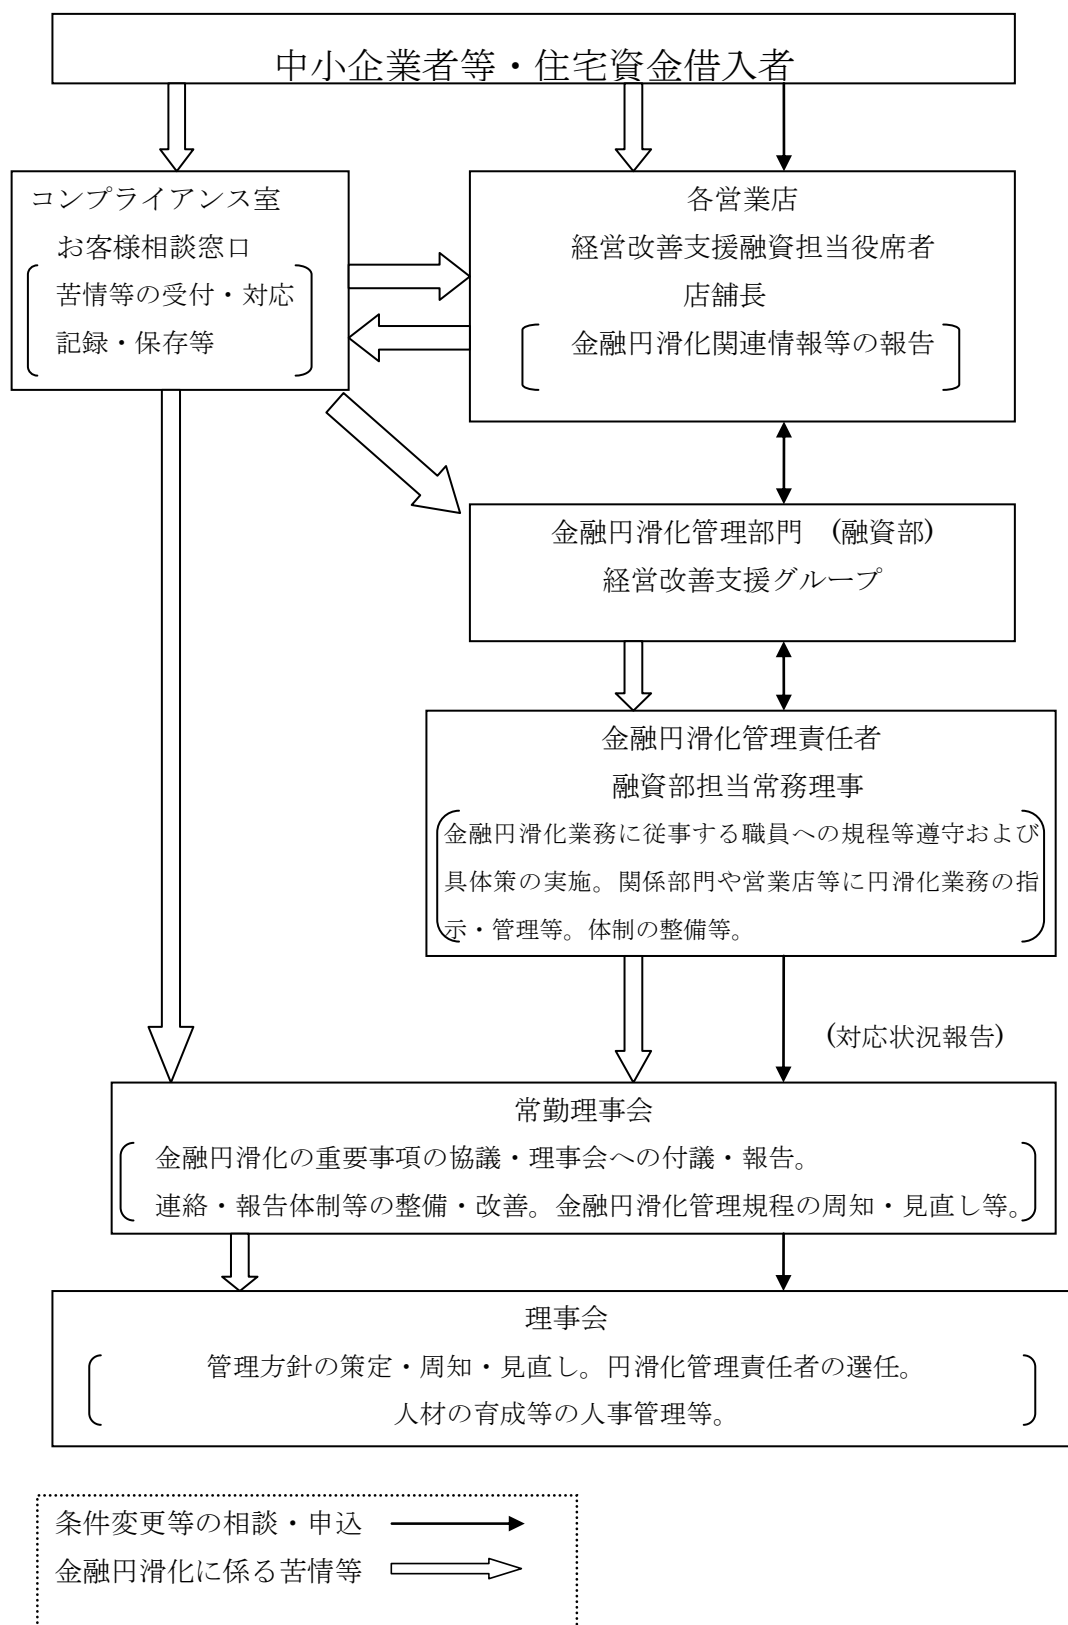 中小企業者等・住宅資金借入者
コンプライアンス室
お客様相談窓口
苦情等の受付・対応
記録・保存等
各営業店
経営改善支援融資担当役席者
店舗長
金融円滑化関連情報等の報告
金融円滑化管理部門　(融資部)
経営改善支援グループ
金融円滑化管理責任者
融資部担当常務理事
金融円滑化業務に従事する職員への規程等遵守および
具体策の実施。関係部門や営業店等に円滑化業務の指
示・管理等。体制の整備等。
(対応状況報告)
常勤理事会
金融円滑化の重要事項の協議・理事会への付議・報告。
連絡・報告体制等の整備・改善。金融円滑化管理規程の周知・見直し等。
理事会
管理方針の策定・周知・見直し。円滑化管理責任者の選任。
人材の育成等の人事管理等。
条件変更等の相談・申込
金融円滑化に係る苦情等